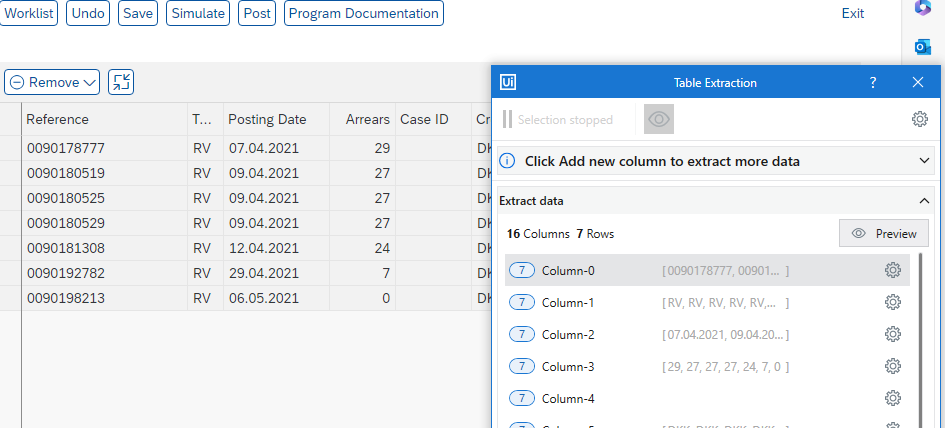 Worklist Undo Save Simulate Post Program Documentation Exit
Remove
Reference T... Posting Date Arrears Case ID Cr
0090178777 RV 07.04.2021 29 DK
0090180519 RV 09.04.2021 27 DK
0090180525 RV 09.04.2021 27 DK
0090180529 RV 09.04.2021 27 DK
0090181308 RV 12.04.2021 24 DK
0090192782 RV 29.04.2021 7 DK
0090198213 RV 06.05.2021 0 DK
Ui Table Extraction ?
Selection stopped
Click Add new column to extract more data
Extract data
16 Columns 7 Rows Preview
7 Column-0 [0090178777, 00901... ]
7 Column-1 [RV, RV, RV, RV, RV,... ]
7 Column-2 [07.04.2021, 09.04.20... ]
7 Column-3 [29, 27, 27, 27, 24, 7, 0 ]
7 Column-4